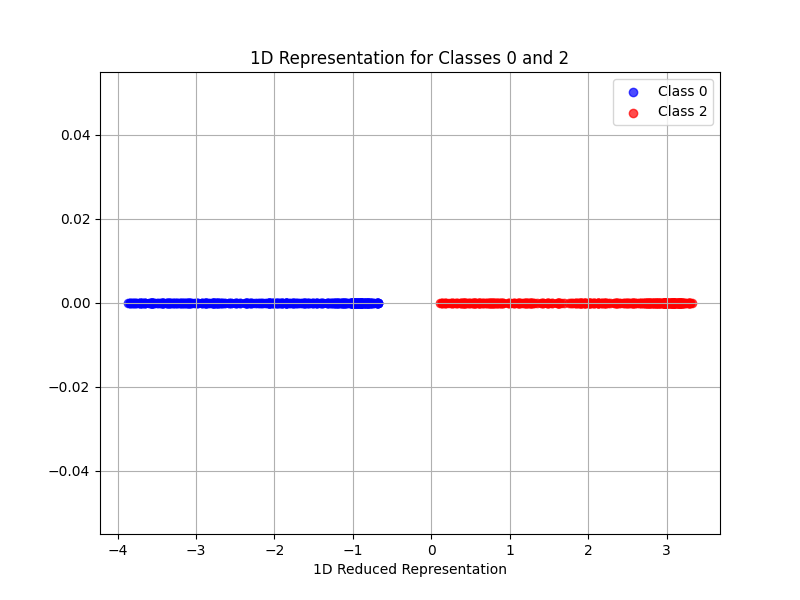 1D Representation for Classes 0 and 2
Class 0
Class 2
0.04
0.02
0.00
−0.02
−0.04
−4 −3 −2 −1 0 1 2 3
1D Reduced Representation